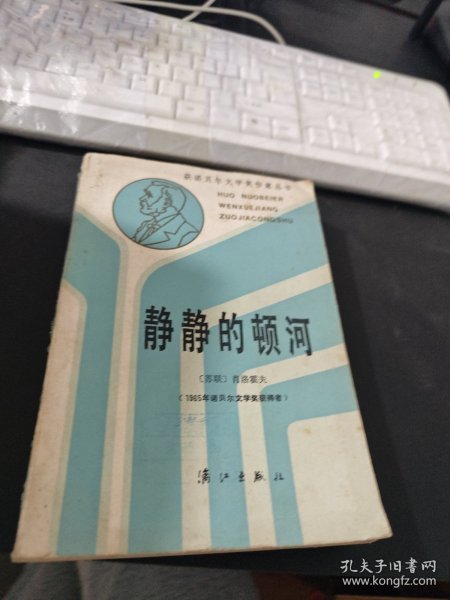 获诺贝尔文学奖作家丛书
HUO NUOBEIER
WENXUEJIANG
ZUOJIACONGSHU
静静的顿河
〔苏联〕肖洛霍夫
(1965年诺贝尔文学奖获得者)
漓江出版社
孔夫子旧书网
www.kongfz.com